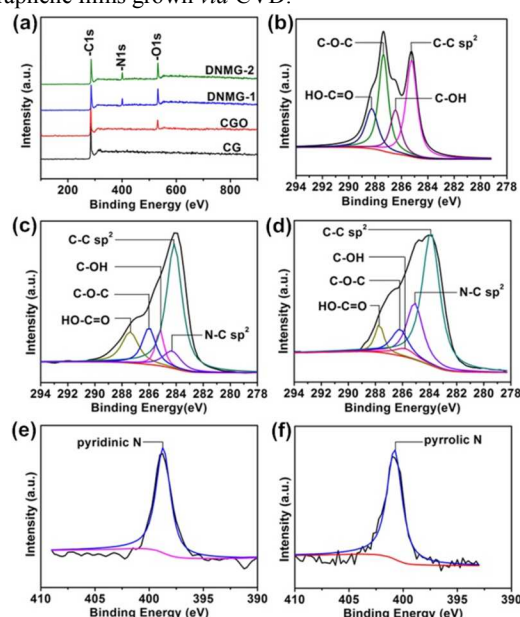 graphene films grown via CVD.
(a)
-C1s
-N1s
-O1s
DNMG-2
DNMG-1
CGO
CG
Intensity (a.u.)
200 400 600 800
Binding Energy (eV)
(b)
C-O-C
C-C sp²
HO-C=O
C-OH
Intensity (a.u.)
294 292 290 288 286 284 282 280 278
Binding Energy (eV)
(c)
C-C sp²
C-OH
C-O-C
HO-C=O
N-C sp²
Intensity (a.u.)
294 292 290 288 286 284 282 280 278
Binding Energy(eV)
(d)
C-C sp²
C-OH
C-O-C
HO-C=O
N-C sp²
Intensity (a.u.)
294 292 290 288 286 284 282 280 278
Binding Energy(eV)
(e)
pyridinic N
Intensity (a.u.)
410 405 400 395 390
Binding Energy (eV)
(f)
pyrrolic N
Intensity (a.u.)
410 405 400 395 390
Binding Energy (eV)